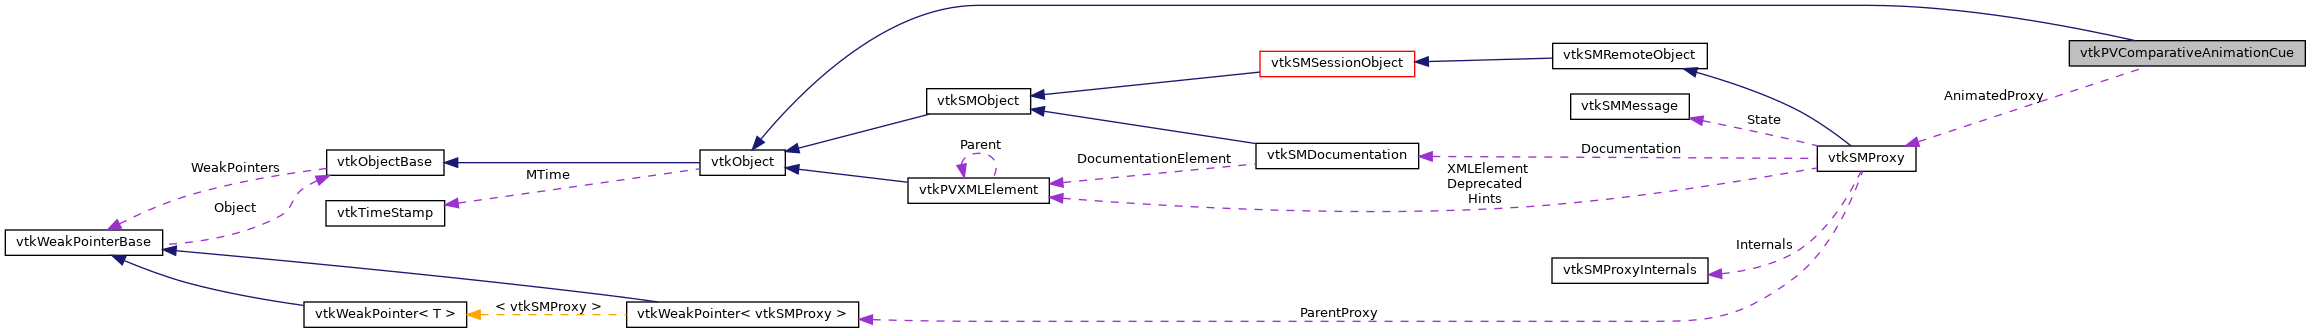 vtkPVComparativeAnimationCue
vtkSMRemoteObject
vtkSMSessionObject
AnimatedProxy
vtkSMObject
vtkSMMessage
State
Parent
Documentation
vtkSMDocumentation
DocumentationElement
vtkSMProxy
vtkObjectBase
vtkObject
WeakPointers
XMLElement
Deprecated
Hints
MTime
vtkPVXMLElement
Object
vtkTimeStamp
vtkWeakPointerBase
Internals
vtkSMProxyInternals
< vtkSMProxy >
vtkWeakPointer< T >
vtkWeakPointer< vtkSMProxy >
ParentProxy